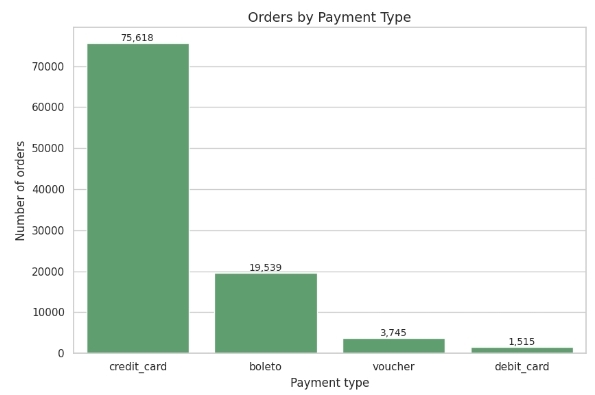 Orders by Payment Type
75,618
19,539
3,745
1,515
70000
60000
50000
40000
30000
20000
10000
0
Number of orders
credit_card
boleto
voucher
debit_card
Payment type